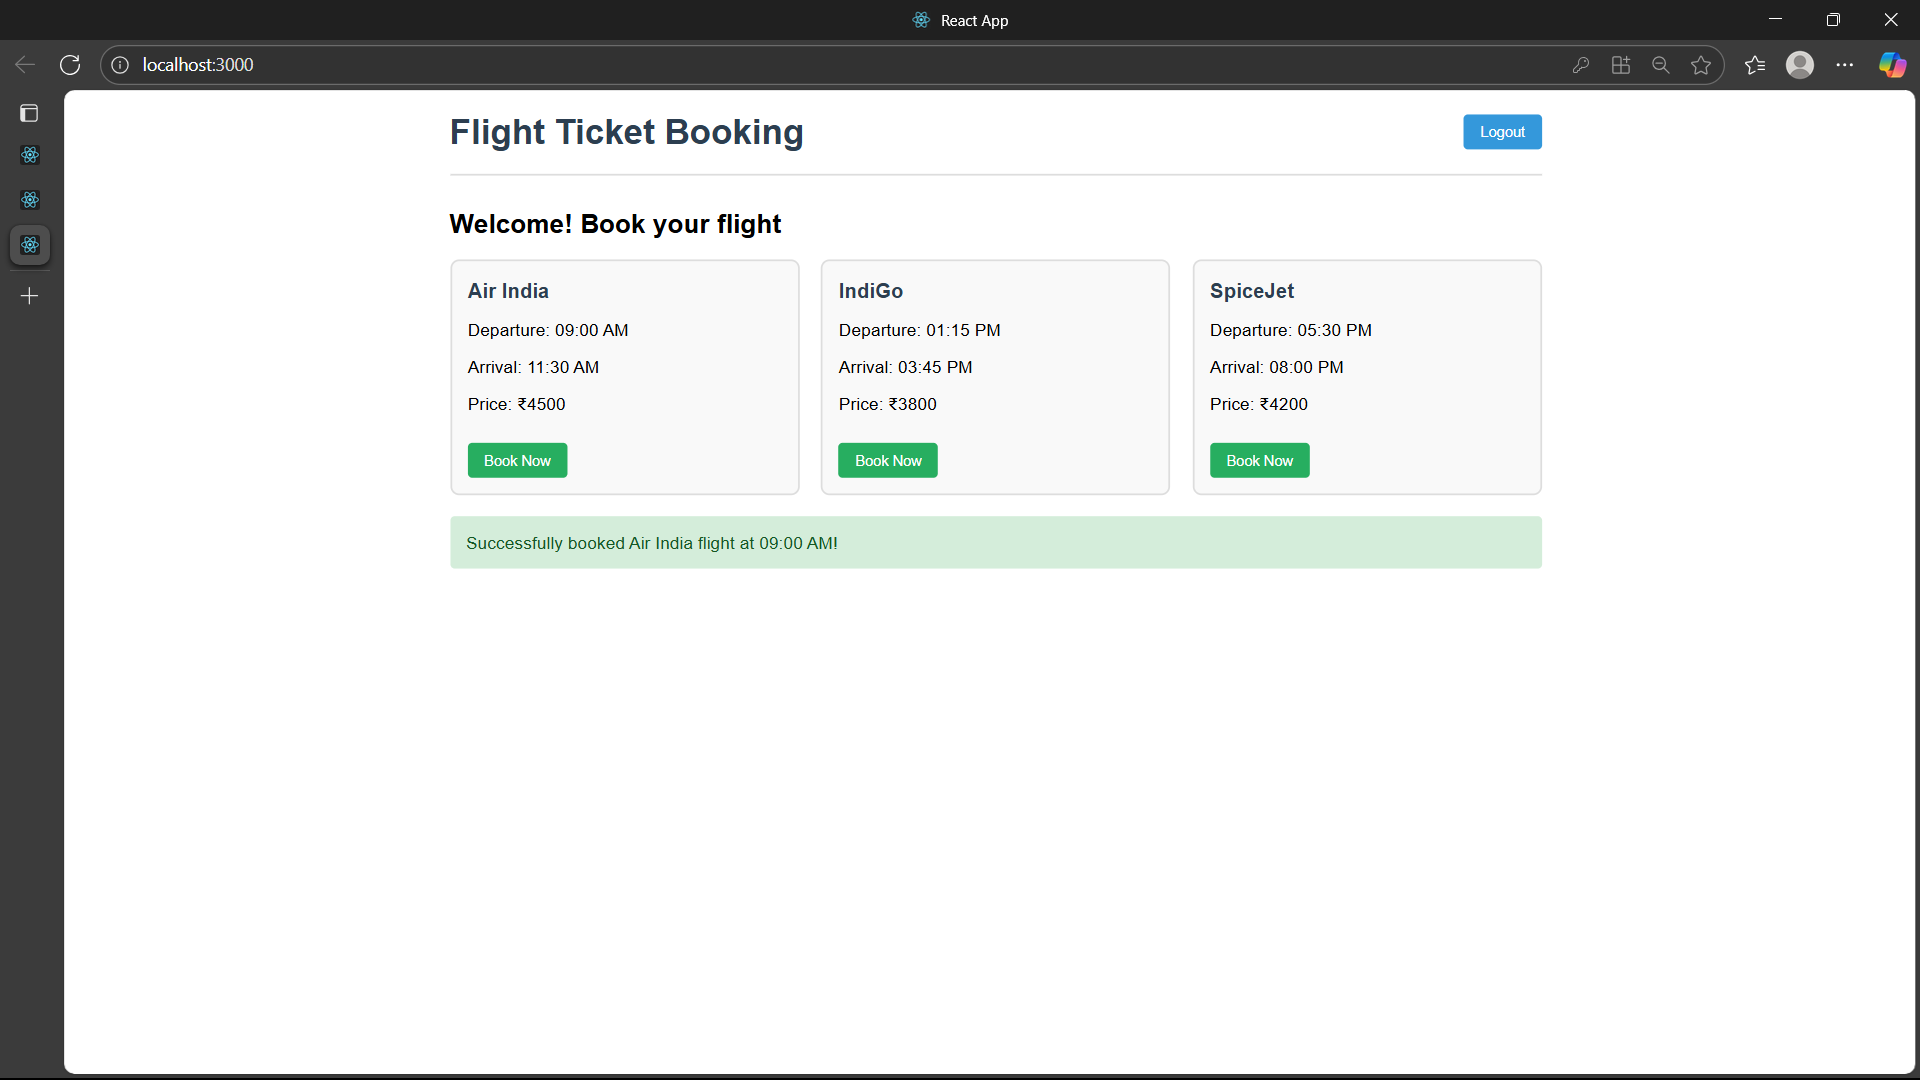 React App
localhost:3000
Flight Ticket Booking
Logout
Welcome! Book your flight
Air India
Departure: 09:00 AM
Arrival: 11:30 AM
Price: ₹4500
Book Now
IndiGo
Departure: 01:15 PM
Arrival: 03:45 PM
Price: ₹3800
Book Now
SpiceJet
Departure: 05:30 PM
Arrival: 08:00 PM
Price: ₹4200
Book Now
Successfully booked Air India flight at 09:00 AM!